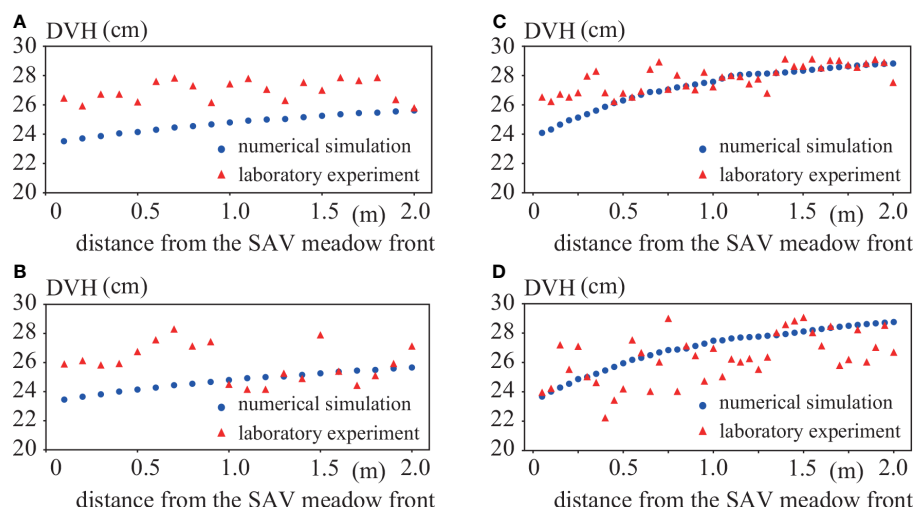 A
DVH (cm)
30
28
26
24
22
20
numerical simulation
laboratory experiment
0 0.5 1.0 1.5 (m) 2.0
distance from the SAV meadow front
B
DVH (cm)
30
28
26
24
22
20
numerical simulation
laboratory experiment
0 0.5 1.0 1.5 (m) 2.0
distance from the SAV meadow front
C
DVH (cm)
30
28
26
24
22
20
numerical simulation
laboratory experiment
0 0.5 1.0 1.5 (m) 2.0
distance from the SAV meadow front
D
DVH (cm)
30
28
26
24
22
20
numerical simulation
laboratory experiment
0 0.5 1.0 1.5 (m) 2.0
distance from the SAV meadow front